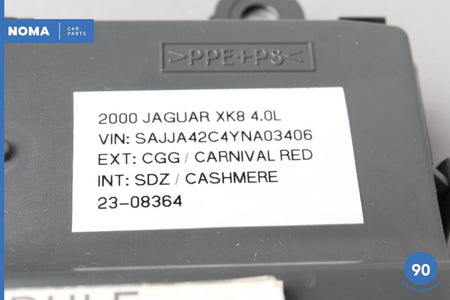 NOMA CAR PARTS
>PPE+PS<
2000 JAGUAR XK8 4.0L
VIN: SAJJA42C4YNA03406
EXT: CGG / CARNIVAL RED
INT: SDZ / CASHMERE
23-08364
90